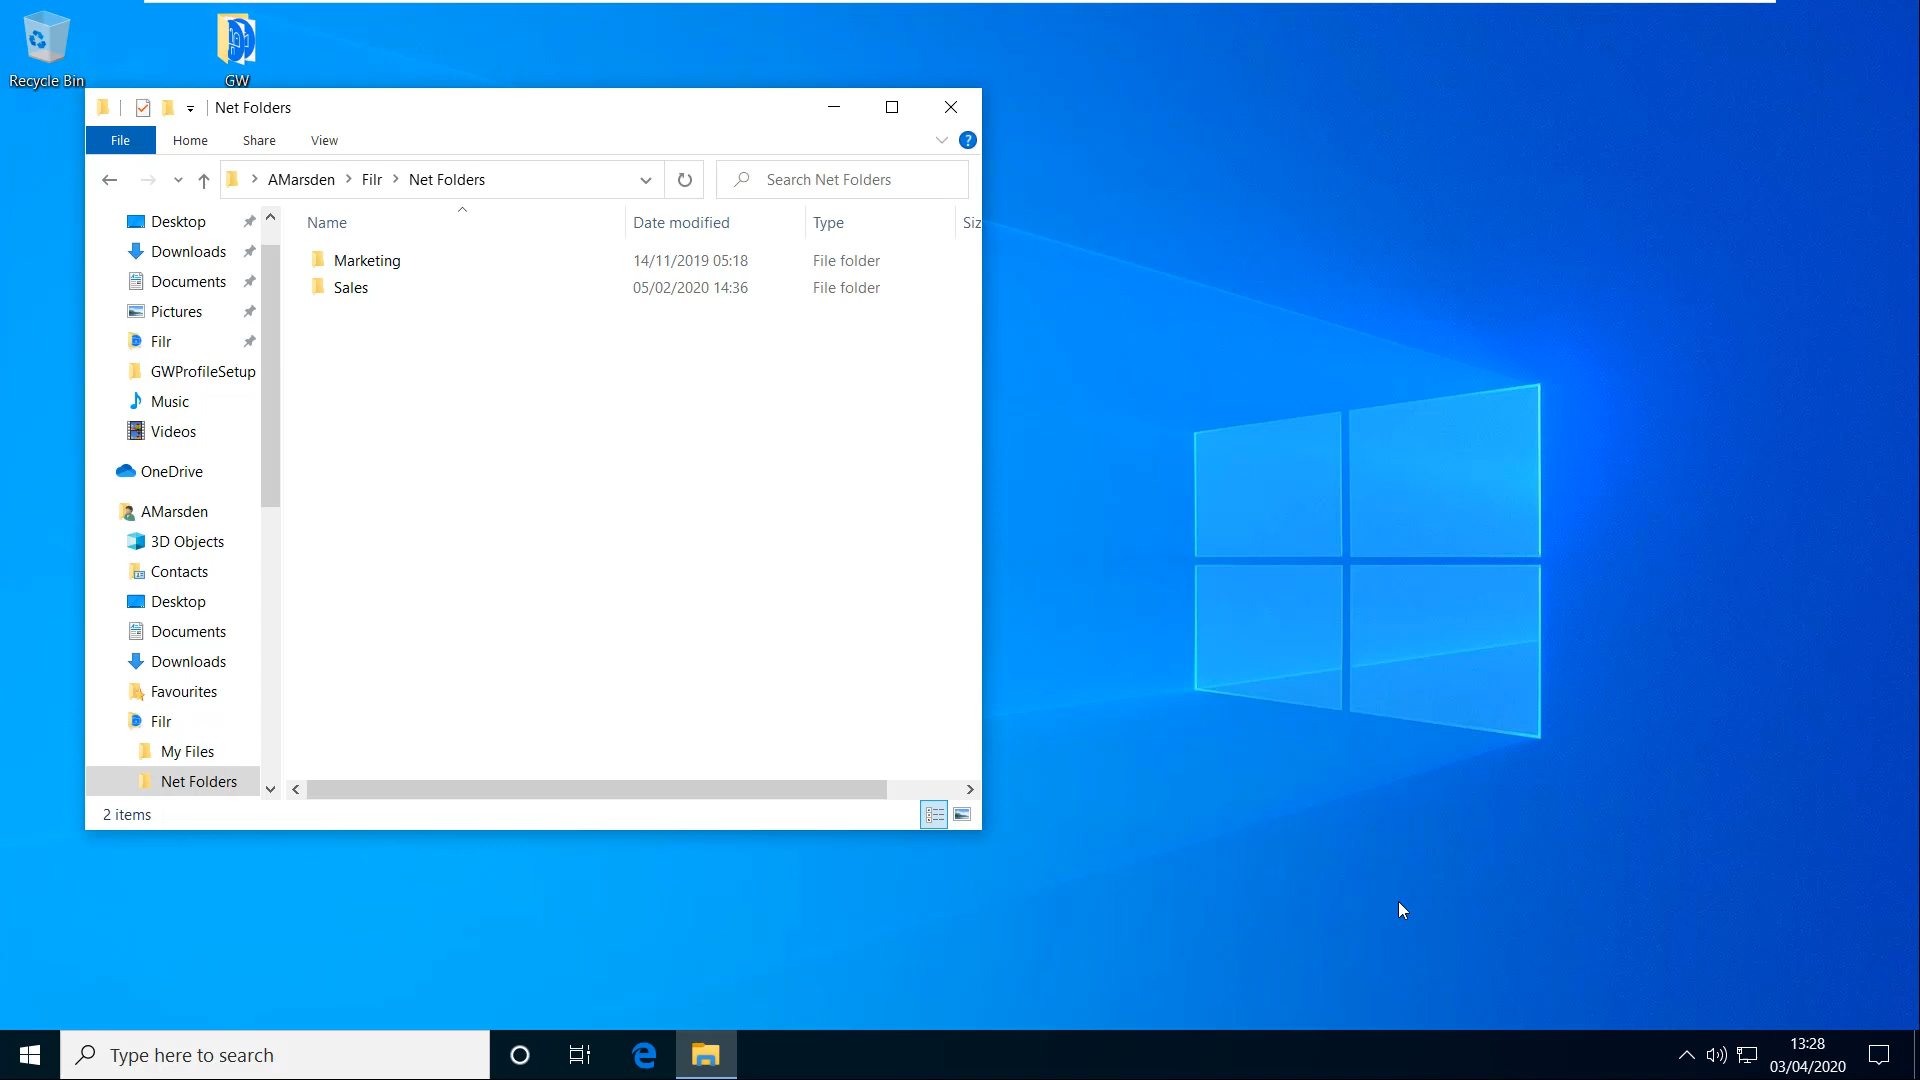 Recycle Bin
GW
Net Folders
File Home Share View
?
AMarsden Filr Net Folders
Search Net Folders
Name Date modified Type Siz
Marketing 14/11/2019 05:18 File folder
Sales 05/02/2020 14:36 File folder
Desktop
Downloads
Documents
Pictures
Filr
GWProfileSetup
Music
Videos
OneDrive
AMarsden
3D Objects
Contacts
Desktop
Documents
Downloads
Favourites
Filr
My Files
Net Folders
2 items
Type here to search
13:28
03/04/2020